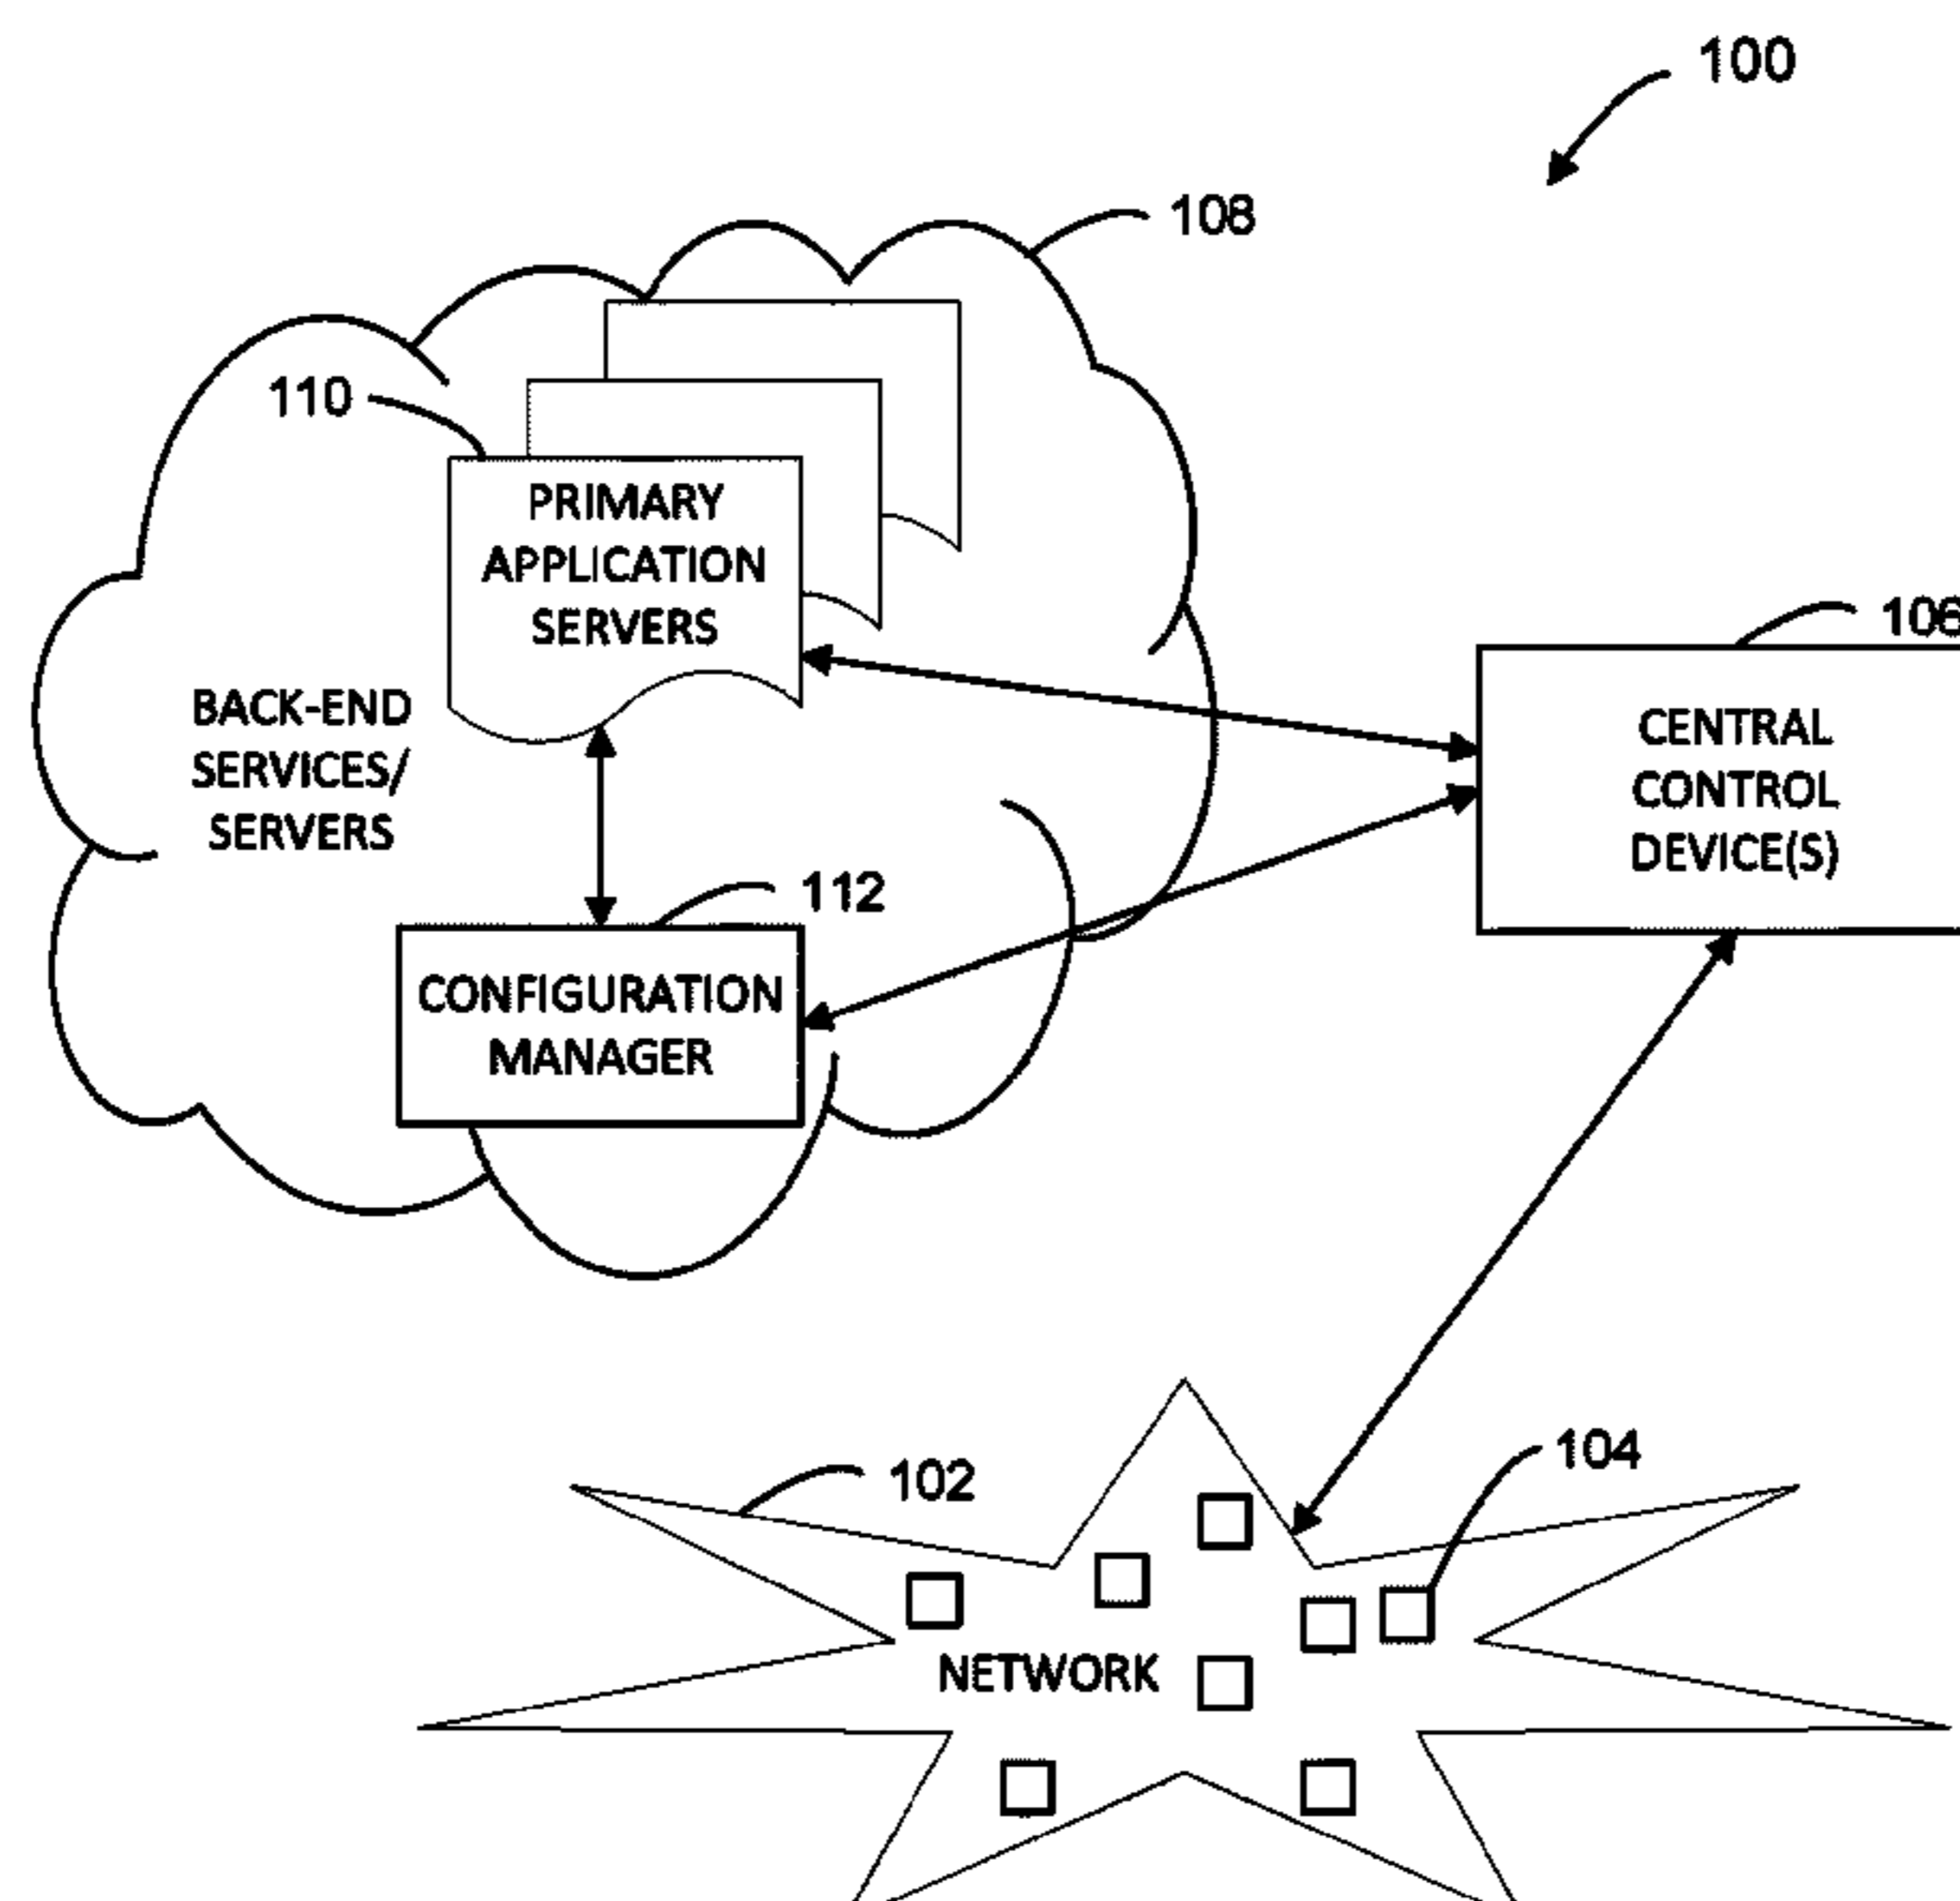 100
108
110
PRIMARY
APPLICATION
SERVERS
106
BACK-END
SERVICES/
SERVERS
CENTRAL
CONTROL
DEVICE(S)
112
CONFIGURATION
MANAGER
104
102
NETWORK